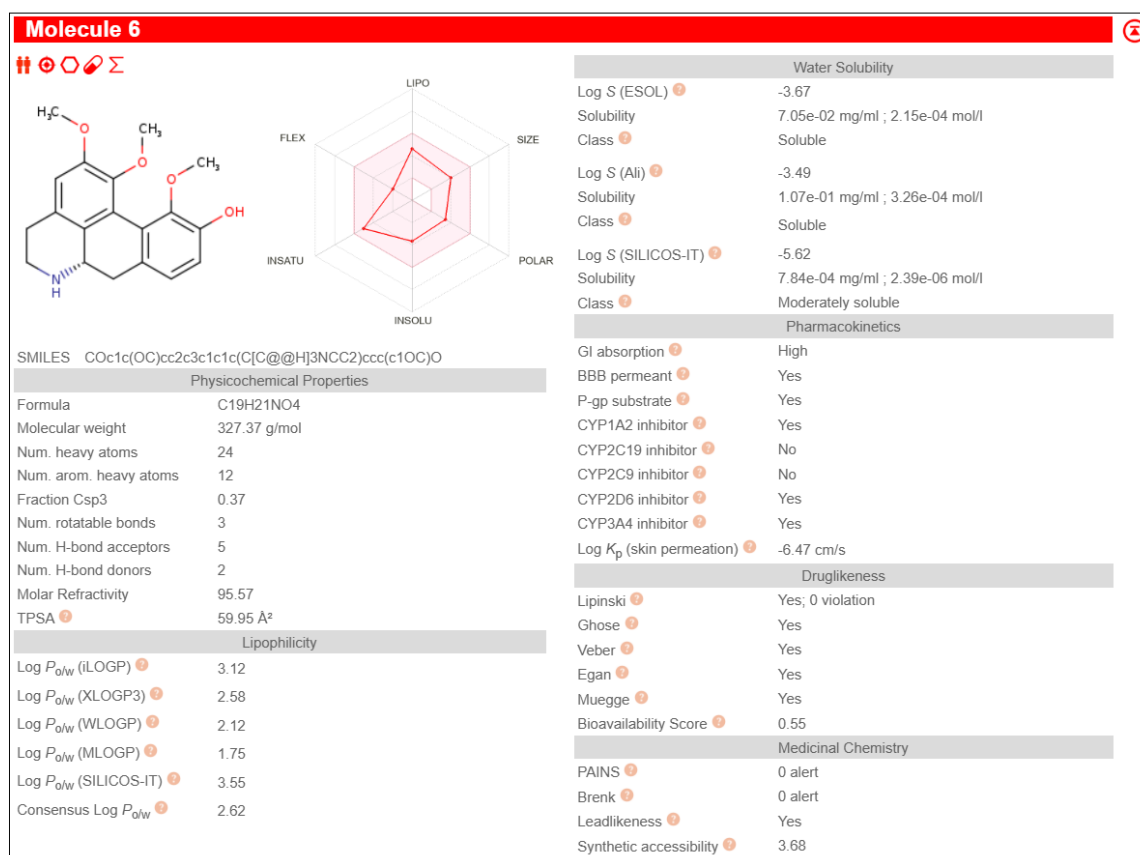 Molecule 6
H₃C
O
CH₃
O
CH₃
O
OH
N
H
LIPO
FLEX
SIZE
INSATU
POLAR
INSOLU
SMILES COc1c(OC)cc2c3c1c1c(C[C@@H]3NCC2)ccc(c1OC)O
Physicochemical Properties
Formula C19H21NO4
Molecular weight 327.37 g/mol
Num. heavy atoms 24
Num. arom. heavy atoms 12
Fraction Csp3 0.37
Num. rotatable bonds 3
Num. H-bond acceptors 5
Num. H-bond donors 2
Molar Refractivity 95.57
TPSA ? 59.95 Å²
Lipophilicity
Log Po/w (iLOGP) ? 3.12
Log Po/w (XLOGP3) ? 2.58
Log Po/w (WLOGP) ? 2.12
Log Po/w (MLOGP) ? 1.75
Log Po/w (SILICOS-IT) ? 3.55
Consensus Log Po/w ? 2.62
Water Solubility
Log S (ESOL) ? -3.67
Solubility 7.05e-02 mg/ml ; 2.15e-04 mol/l
Class ? Soluble
Log S (Ali) ? -3.49
Solubility 1.07e-01 mg/ml ; 3.26e-04 mol/l
Class ? Soluble
Log S (SILICOS-IT) ? -5.62
Solubility 7.84e-04 mg/ml ; 2.39e-06 mol/l
Class ? Moderately soluble
Pharmacokinetics
GI absorption ? High
BBB permeant ? Yes
P-gp substrate ? Yes
CYP1A2 inhibitor ? Yes
CYP2C19 inhibitor ? No
CYP2C9 inhibitor ? No
CYP2D6 inhibitor ? Yes
CYP3A4 inhibitor ? Yes
Log Kp (skin permeation) ? -6.47 cm/s
Druglikeness
Lipinski ? Yes; 0 violation
Ghose ? Yes
Veber ? Yes
Egan ? Yes
Muegge ? Yes
Bioavailability Score ? 0.55
Medicinal Chemistry
PAINS ? 0 alert
Brenk ? 0 alert
Leadlikeness ? Yes
Synthetic accessibility ? 3.68